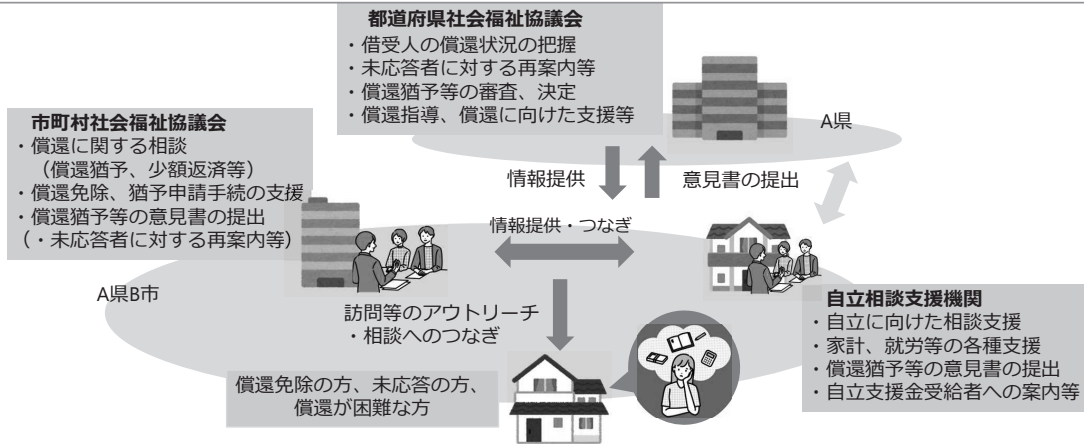 都道府県社会福祉協議会
・借受人の償還状況の把握
・未応答者に対する再案内等
・償還猶予等の審査、決定
・償還指導、償還に向けた支援等
A県
市町村社会福祉協議会
・償還に関する相談
（償還猶予、少額返済等）
・償還免除、猶予申請手続の支援
・償還猶予等の意見書の提出
（・未応答者に対する再案内等）
情報提供
意見書の提出
情報提供・つなぎ
A県B市
訪問等のアウトリーチ
・相談へのつなぎ
自立相談支援機関
・自立に向けた相談支援
・家計、就労等の各種支援
・償還猶予等の意見書の提出
・自立支援金受給者への案内等
償還免除の方、未応答の方、
償還が困難な方